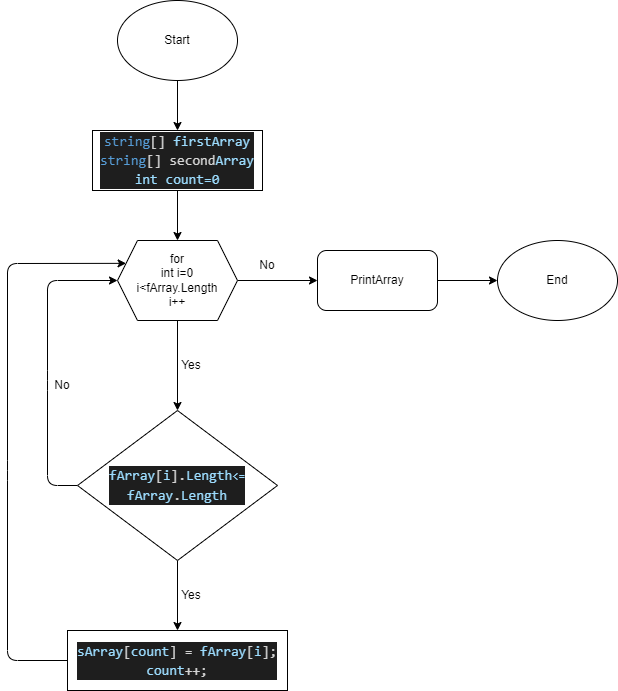 Start
string[] firstArray
string[] secondArray
int count=0
for
int i=0
i<fArray.Length
i++
No
PrintArray
End
Yes
No
fArray[i].Length<=
fArray.Length
Yes
sArray[count] = fArray[i];
count++;